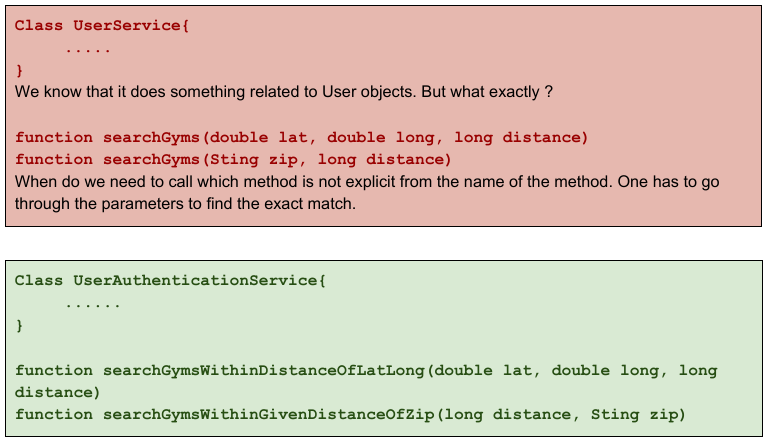 Class UserService{
.....
}
We know that it does something related to User objects. But what exactly ?
function searchGyms(double lat, double long, long distance)
function searchGyms(Sting zip, long distance)
When do we need to call which method is not explicit from the name of the method. One has to go
through the parameters to find the exact match.
Class UserAuthenticationService{
......
}
function searchGymsWithinDistanceOfLatLong(double lat, double long, long
distance)
function searchGymsWithinGivenDistanceOfZip(long distance, Sting zip)